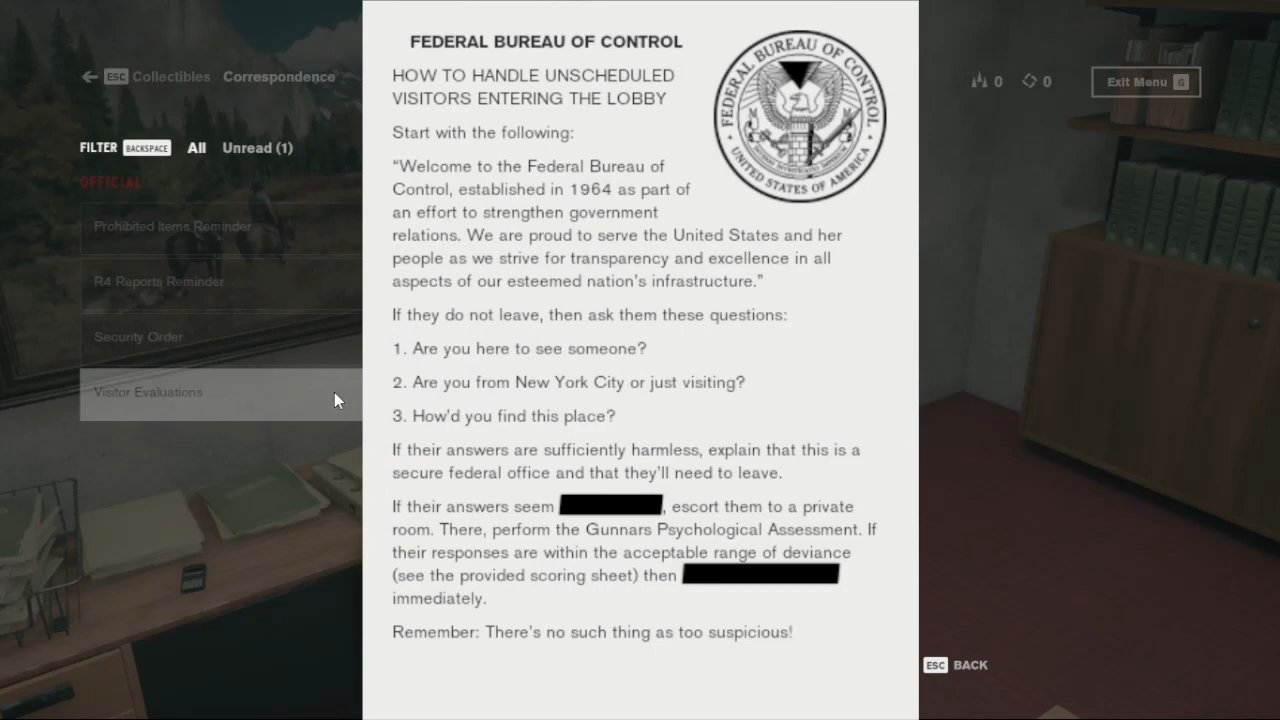 ESC Collectibles Correspondence
0 0
Exit Menu G
FILTER BACKSPACE All Unread (1)
OFFICIAL
Prohibited Items Reminder
R4 Reports Reminder
Security Order
Visitor Evaluations
FEDERAL BUREAU OF CONTROL
HOW TO HANDLE UNSCHEDULED
VISITORS ENTERING THE LOBBY
FEDERAL BUREAU OF CONTROL
UNITED STATES OF AMERICA
Start with the following:
“Welcome to the Federal Bureau of
Control, established in 1964 as part of
an effort to strengthen government
relations. We are proud to serve the United States and her
people as we strive for transparency and excellence in all
aspects of our esteemed nation's infrastructure.”
If they do not leave, then ask them these questions:
1. Are you here to see someone?
2. Are you from New York City or just visiting?
3. How'd you find this place?
If their answers are sufficiently harmless, explain that this is a
secure federal office and that they'll need to leave.
If their answers seem , escort them to a private
room. There, perform the Gunnars Psychological Assessment. If
their responses are within the acceptable range of deviance
(see the provided scoring sheet) then
immediately.
Remember: There's no such thing as too suspicious!
ESC BACK